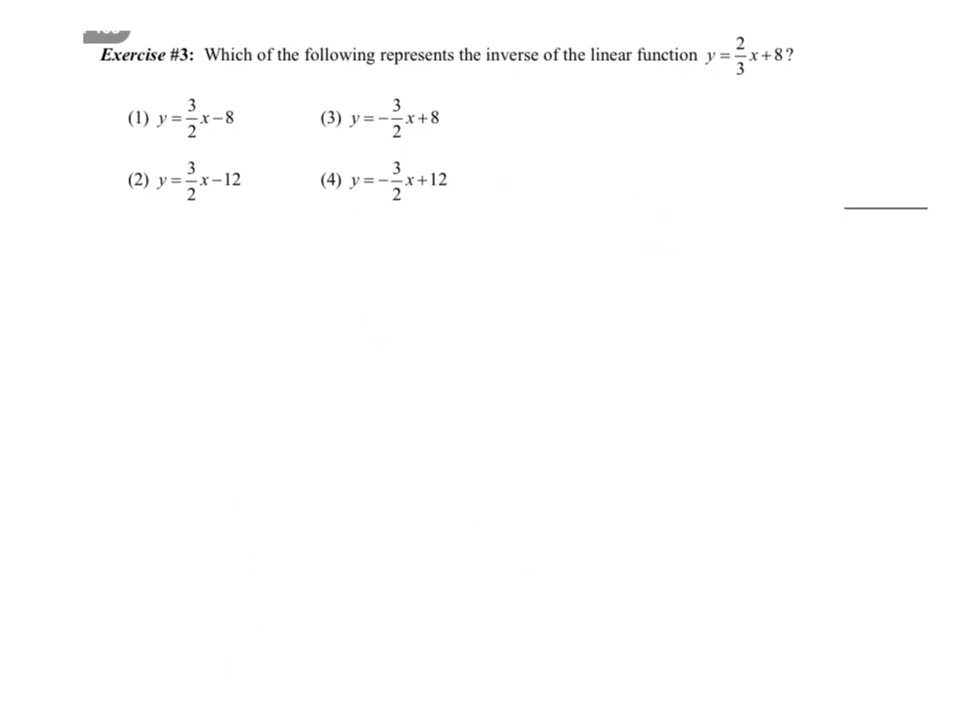 Exercise #3: Which of the following represents the inverse of the linear function y = 2/3 x + 8 ?
(1) y = 3/2 x − 8
(3) y = − 3/2 x + 8
(2) y = 3/2 x − 12
(4) y = − 3/2 x + 12